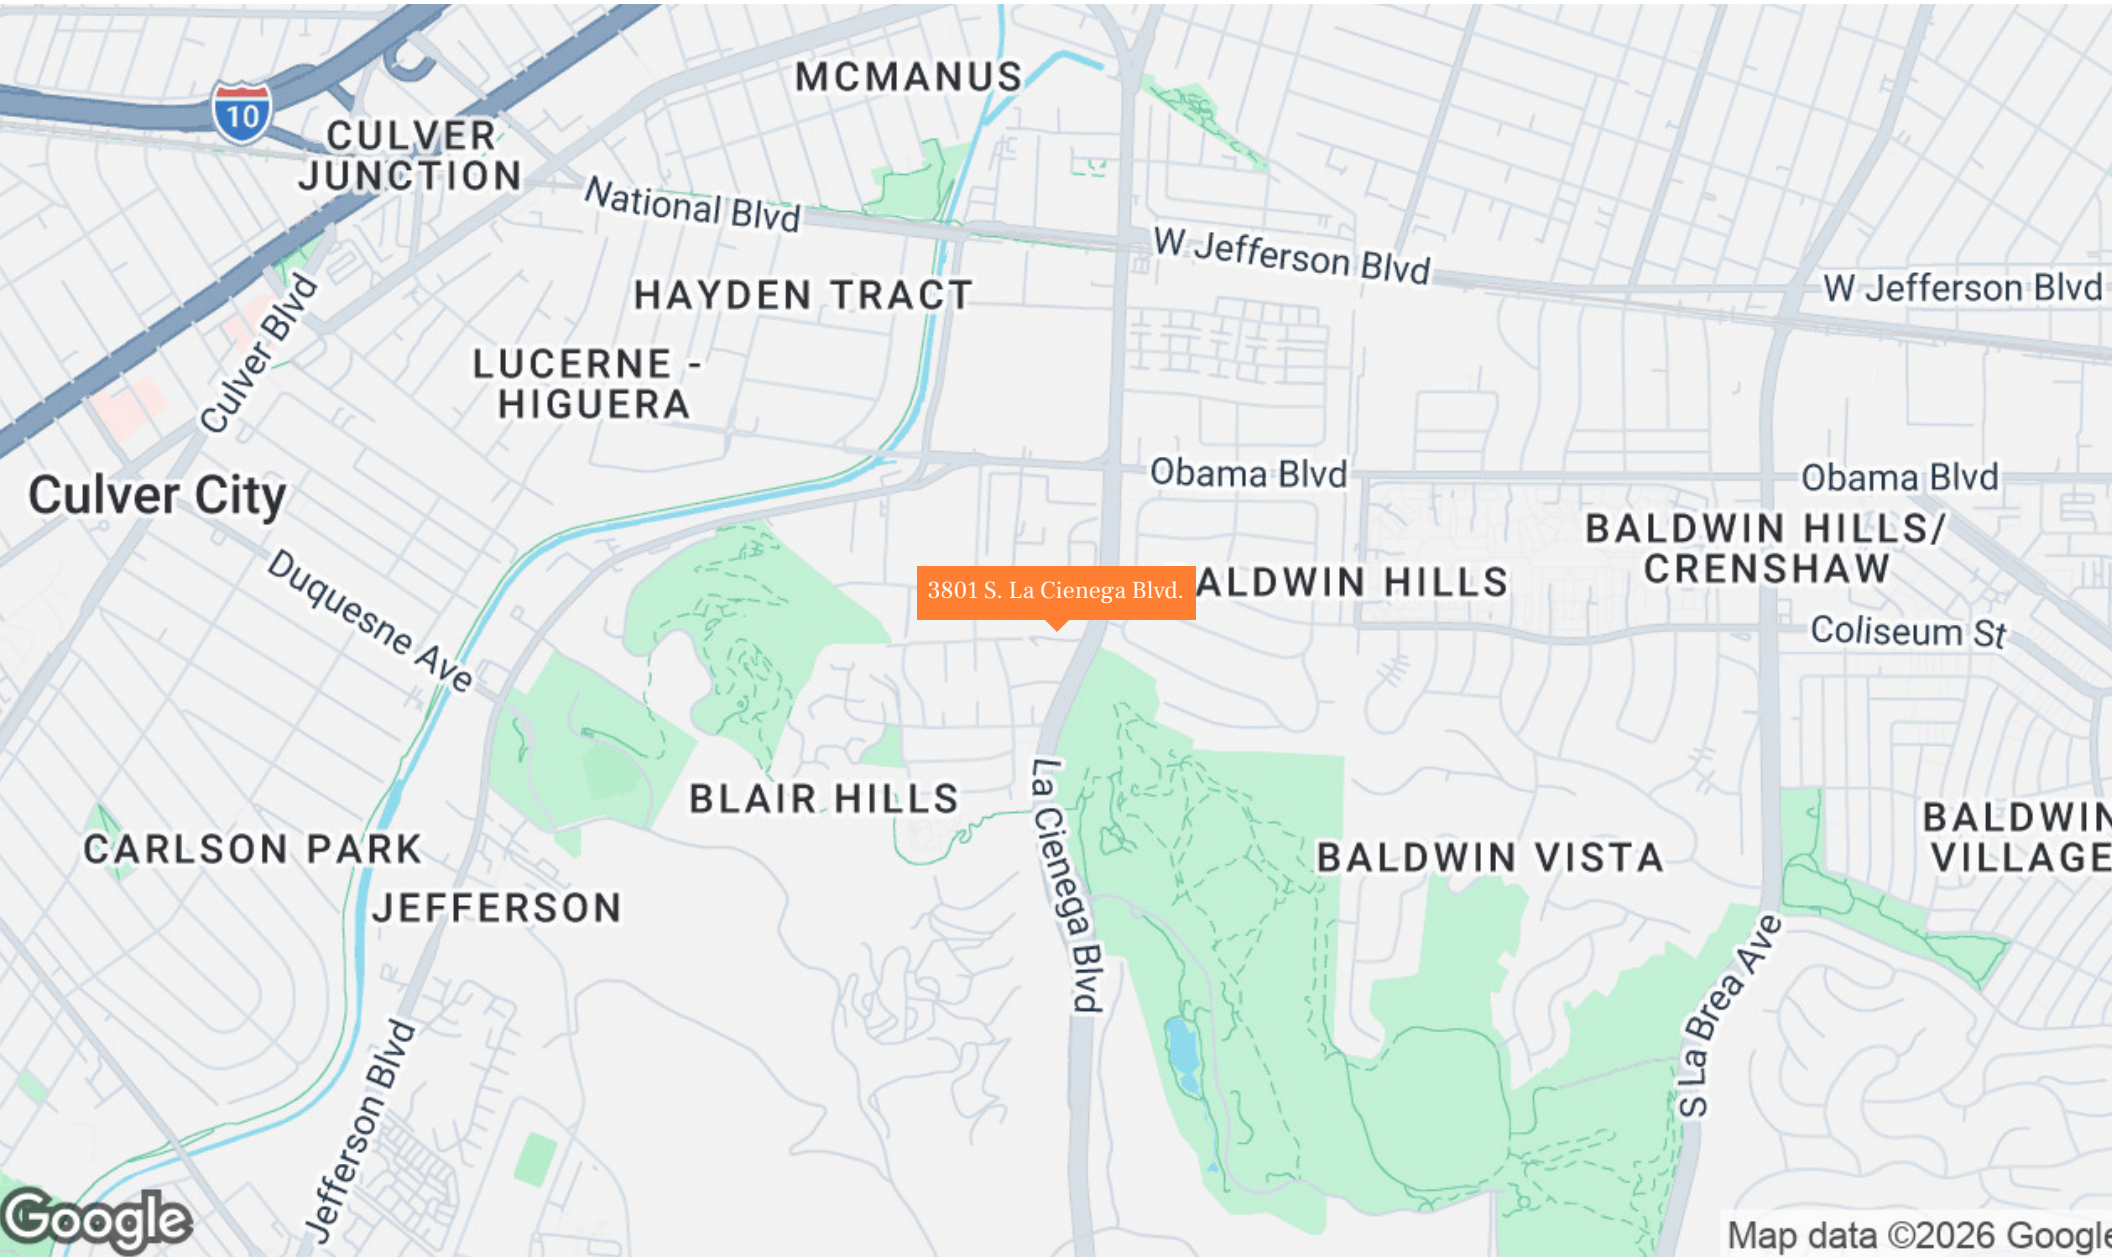 MCMANUS
10
CULVER
JUNCTION
National Blvd
W Jefferson Blvd
W Jefferson Blvd
HAYDEN TRACT
Culver Blvd
LUCERNE -
HIGUERA
Culver City
Obama Blvd
Obama Blvd
BALDWIN HILLS/
CRENSHAW
Duquesne Ave
3801 S. La Cienega Blvd.
ALDWIN HILLS
Coliseum St
BLAIR HILLS
La Cienega Blvd
CARLSON PARK
BALDWIN VISTA
BALDWIN
VILLAGE
JEFFERSON
S La Brea Ave
Jefferson Blvd
Google
Map data ©2026 Google